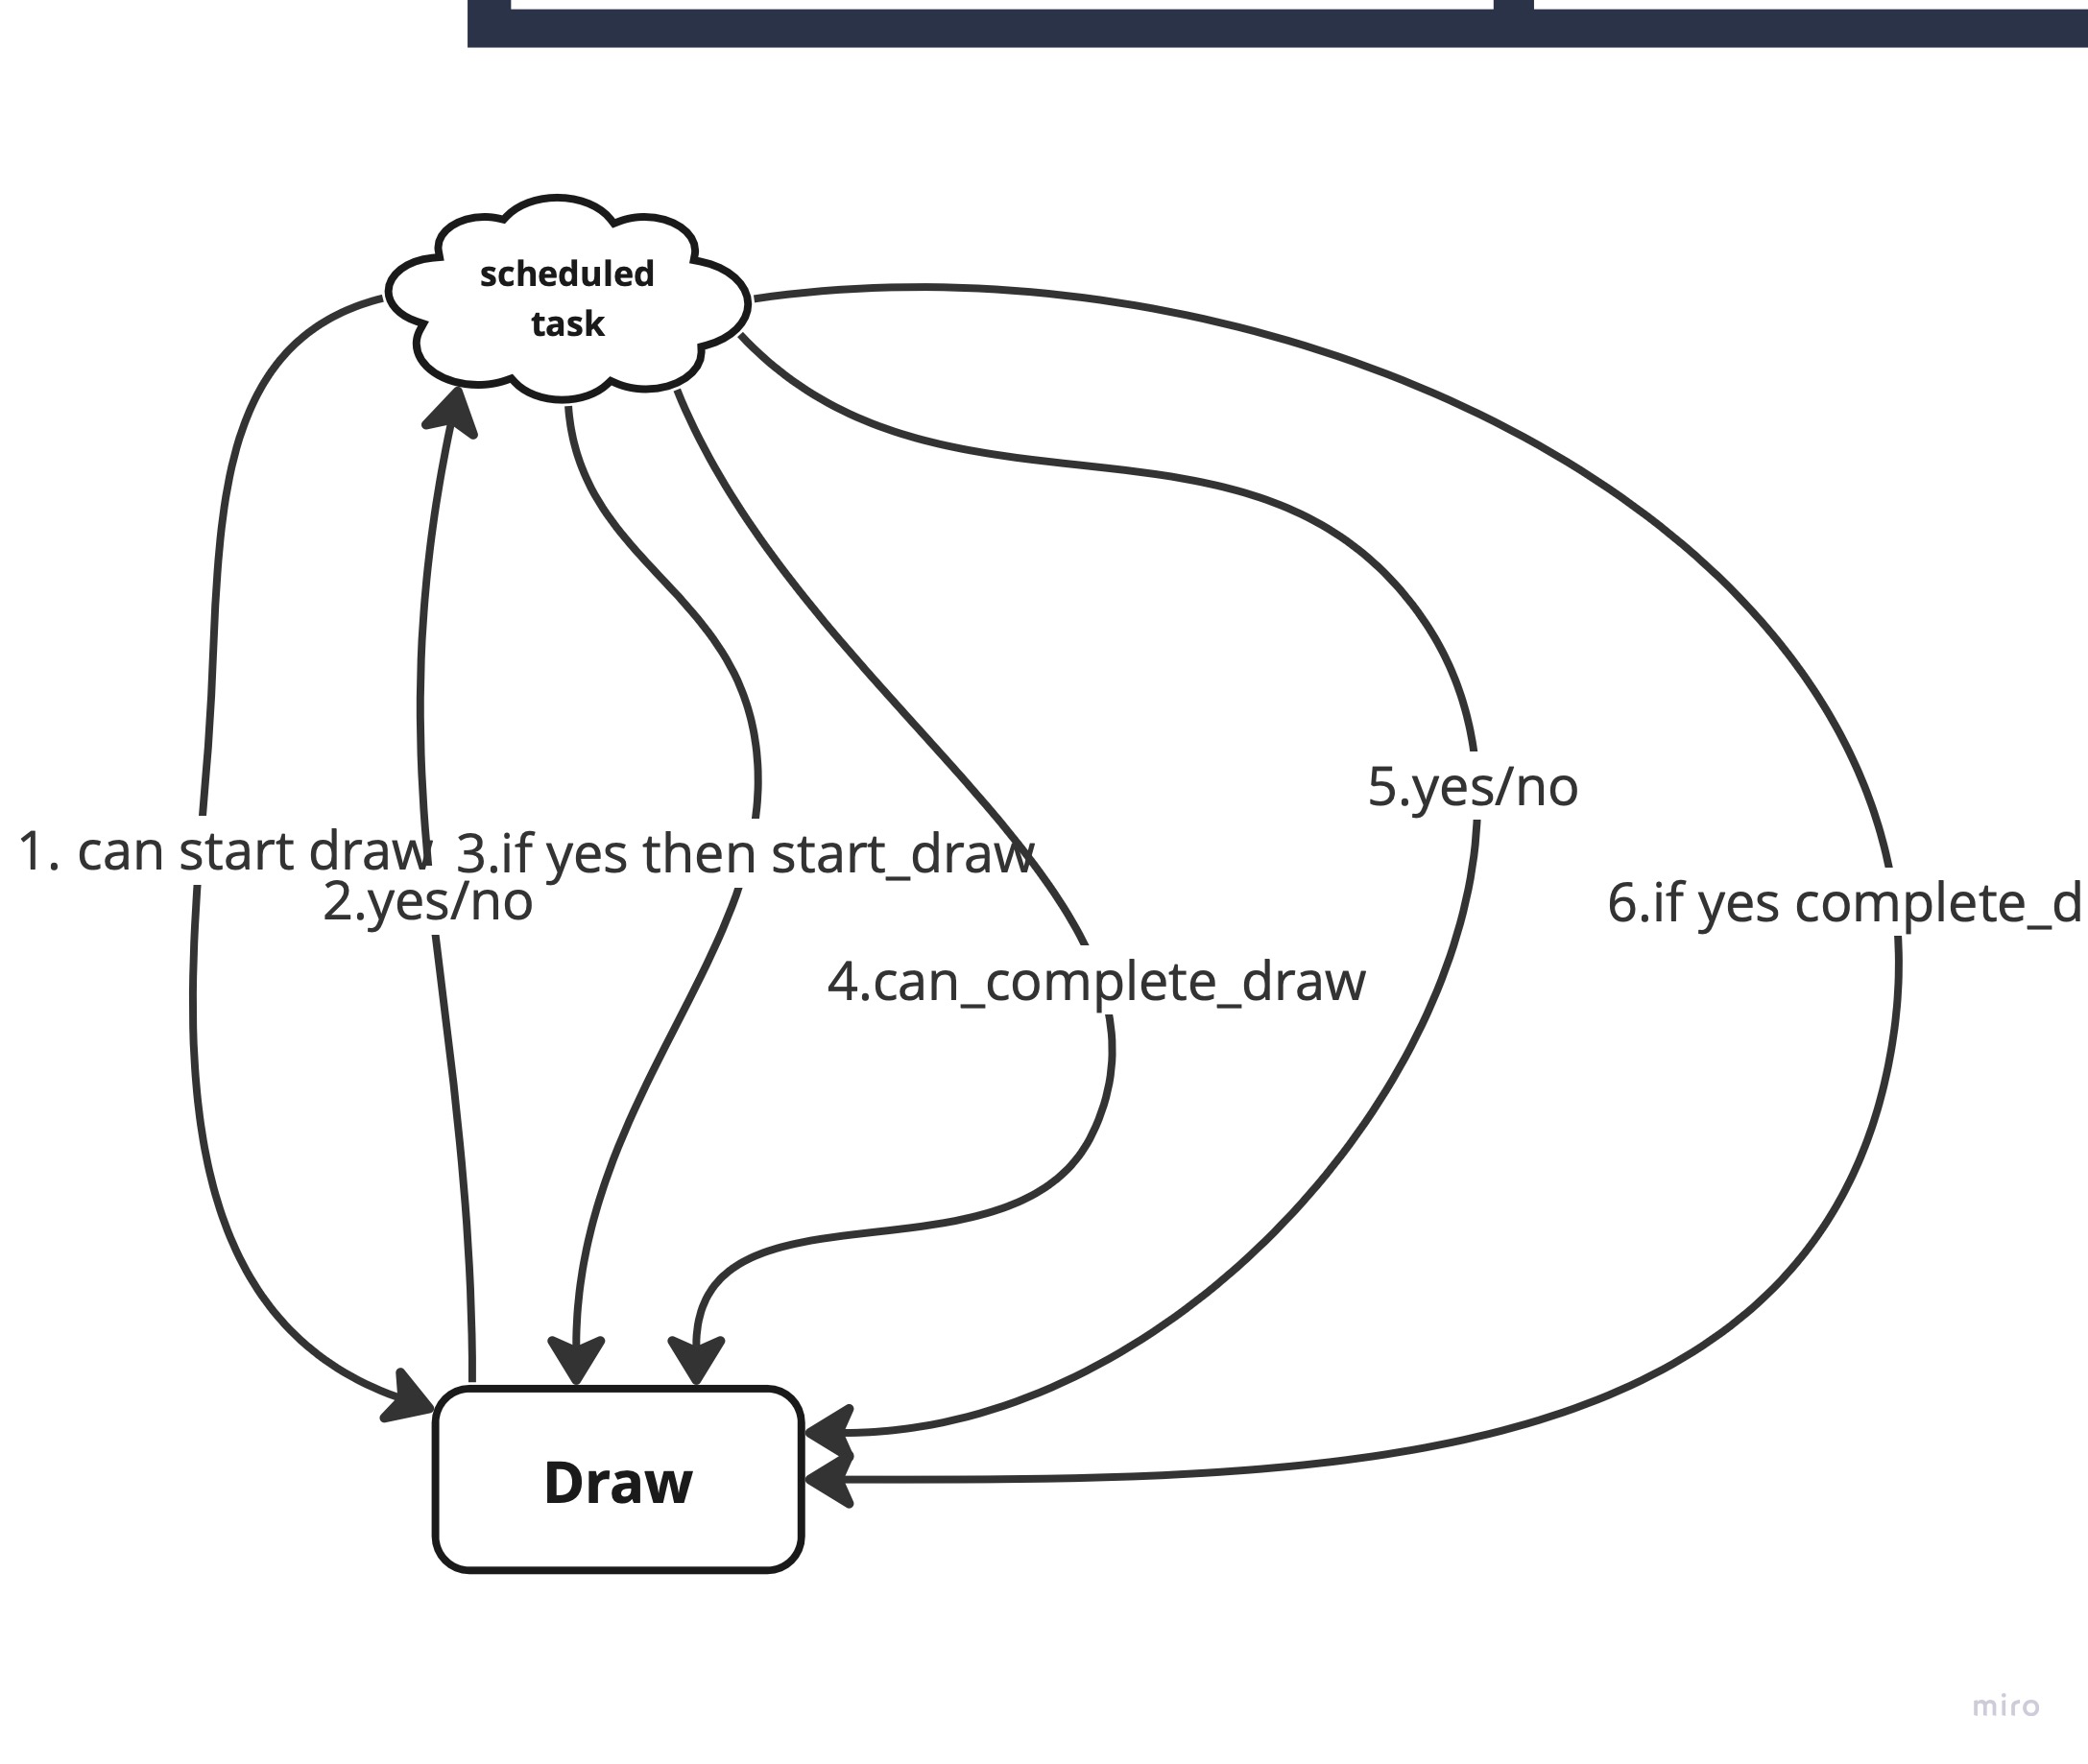 scheduled
task
5.yes/no
1. can start draw
3.if yes then start_draw
2.yes/no
6.if yes complete_d
4.can_complete_draw
Draw
miro